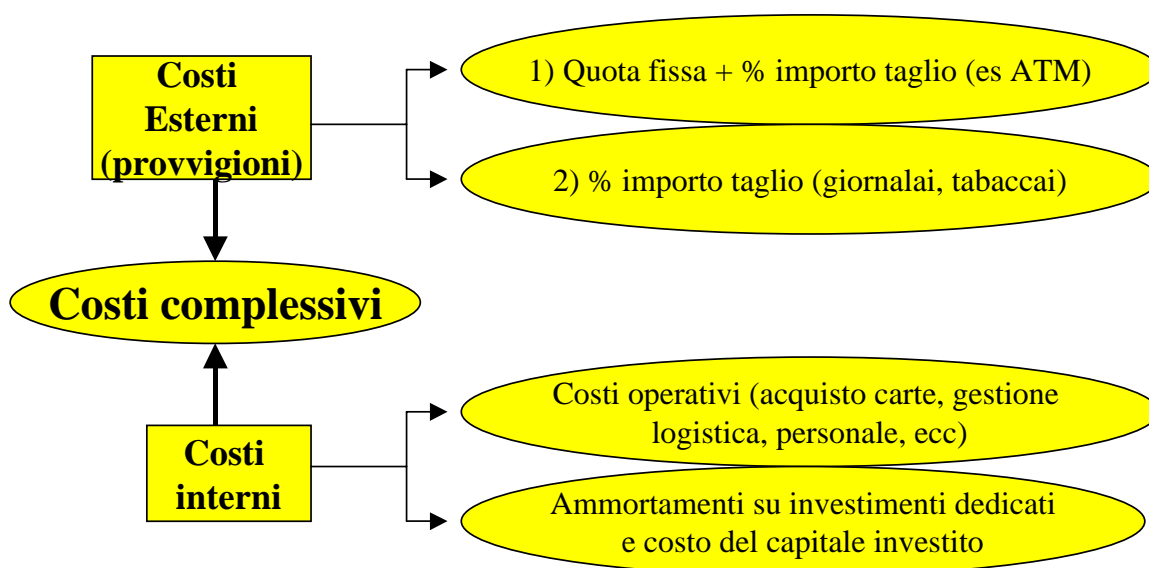 Costi
Esterni
(provvigioni)
1) Quota fissa + % importo taglio (es ATM)
2) % importo taglio (giornalai, tabaccai)
Costi complessivi
Costi
interni
Costi operativi (acquisto carte, gestione
logistica, personale, ecc)
Ammortamenti su investimenti dedicati
e costo del capitale investito